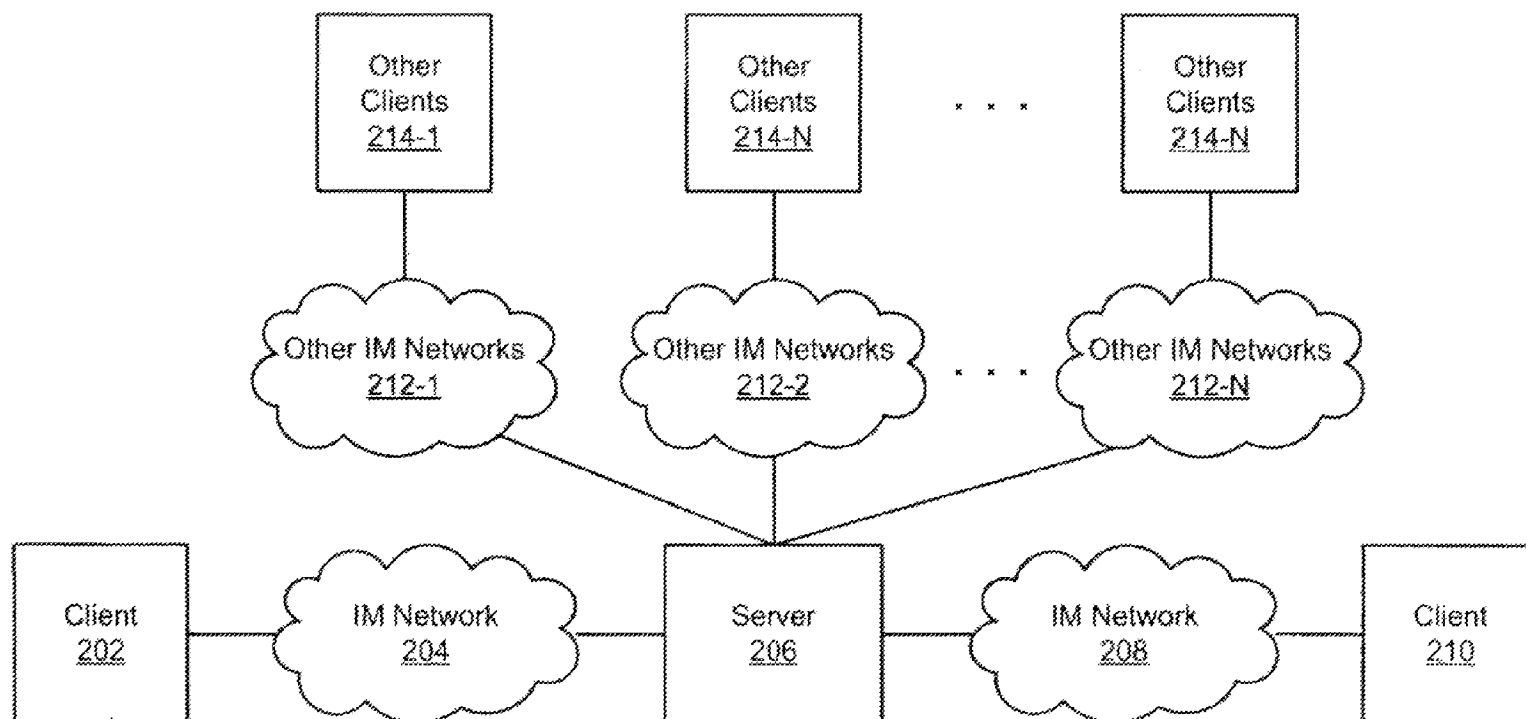 Other
Clients
214-1
Other
Clients
214-N
. . .
Other
Clients
214-N
Other IM Networks
212-1
Other IM Networks
212-2
. . .
Other IM Networks
212-N
Client
202
IM Network
204
Server
206
IM Network
208
Client
210